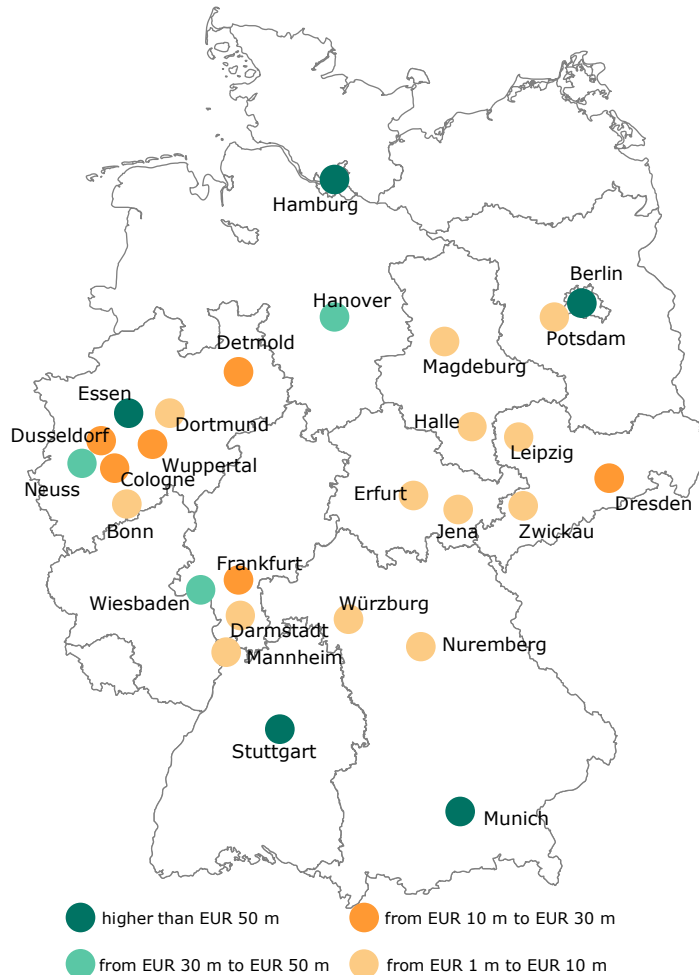 Hamburg
Berlin
Hanover
Potsdam
Detmold
Magdeburg
Essen
Dortmund
Halle
Dusseldorf
Leipzig
Wuppertal
Cologne
Neuss
Erfurt
Dresden
Bonn
Jena
Zwickau
Frankfurt
Wiesbaden
Würzburg
Darmstadt
Nuremberg
Mannheim
Stuttgart
Munich
higher than EUR 50 m
from EUR 10 m to EUR 30 m
from EUR 30 m to EUR 50 m
from EUR 1 m to EUR 10 m